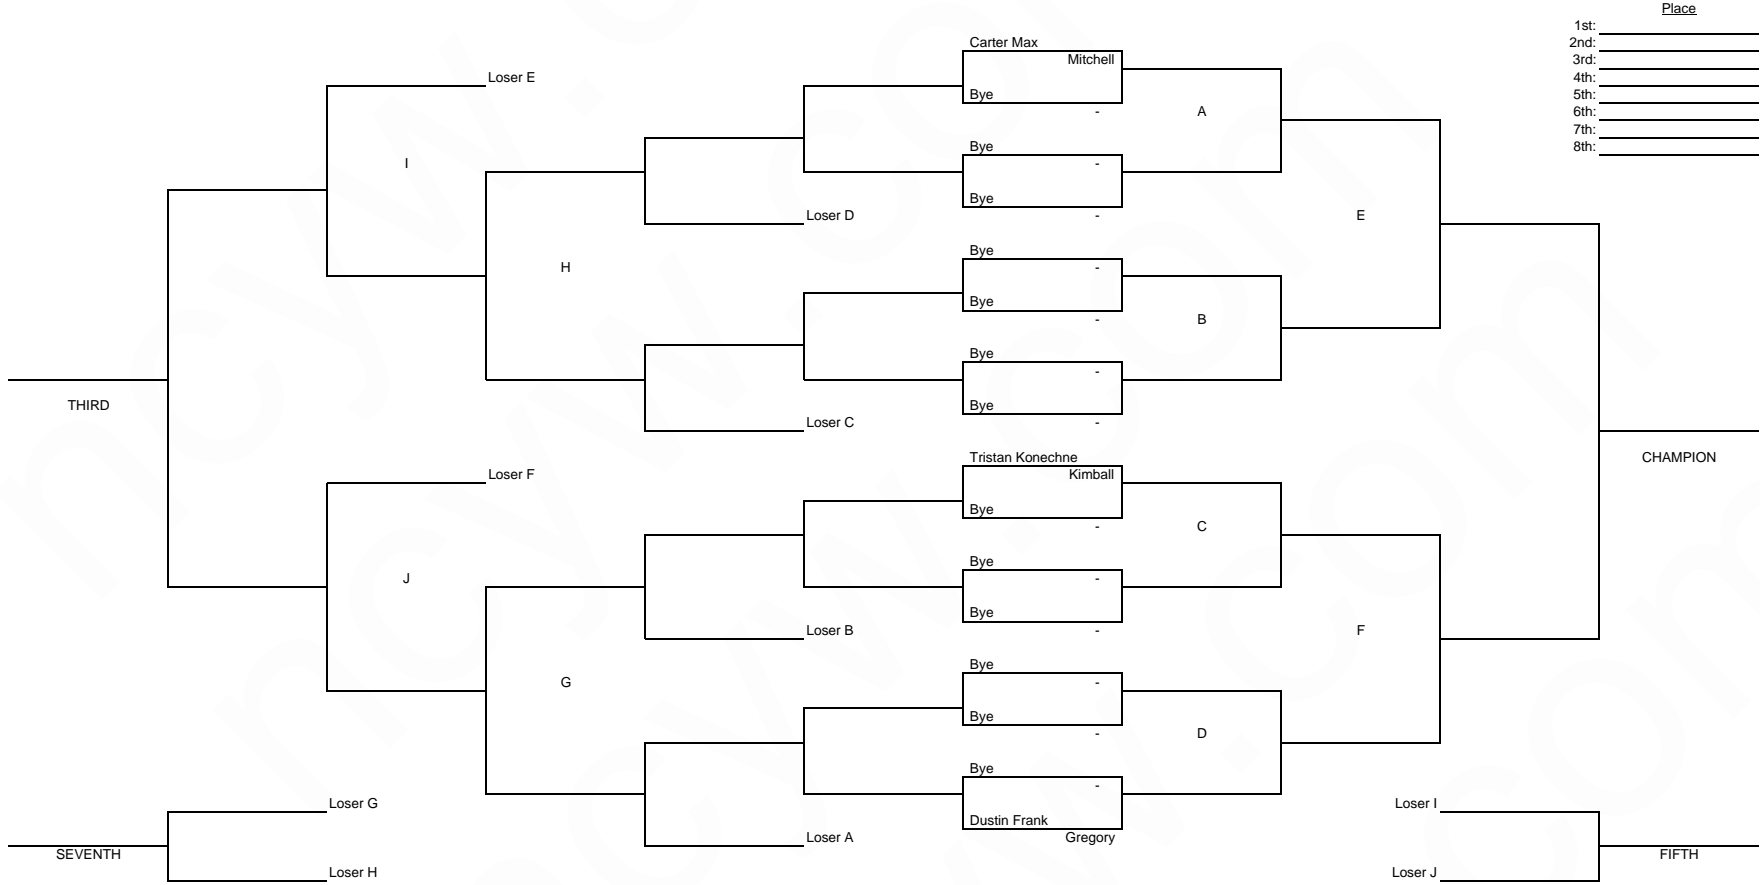 Place
1st:
2nd:
3rd:
4th:
5th:
6th:
7th:
8th:
Carter Max
Mitchell
Bye
-
Bye
-
Bye
-
Bye
-
Bye
-
Bye
-
Bye
-
Tristan Konechne
Kimball
Bye
-
Bye
-
Bye
-
Bye
-
Bye
-
Bye
-
Dustin Frank
Gregory
A
B
C
D
E
F
CHAMPION
Loser E
I
Loser D
H
Loser C
THIRD
Loser F
J
Loser B
G
Loser A
Loser G
SEVENTH
Loser H
Loser I
FIFTH
Loser J
ncyw.com